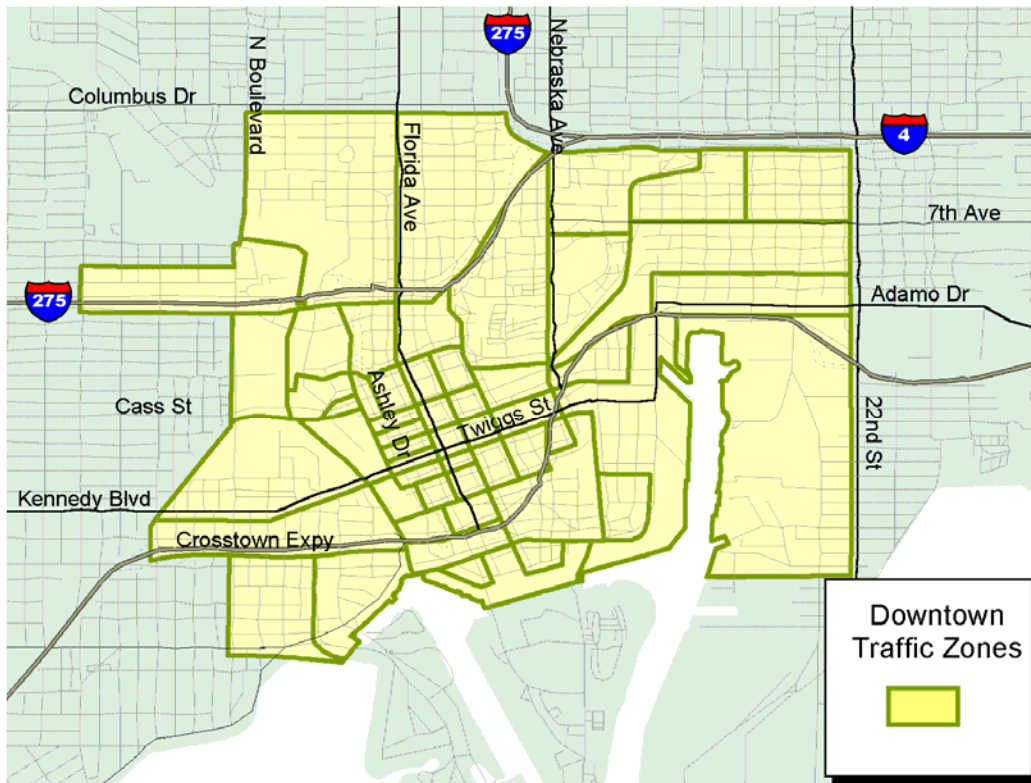 275
N Boulevard
Nebraska Ave
Columbus Dr
Florida Ave
4
7th Ave
275
Adamo Dr
Ashley Dr
Cass St
Twiggs St
22nd St
Kennedy Blvd
Crosstown Expy
Downtown
Traffic Zones